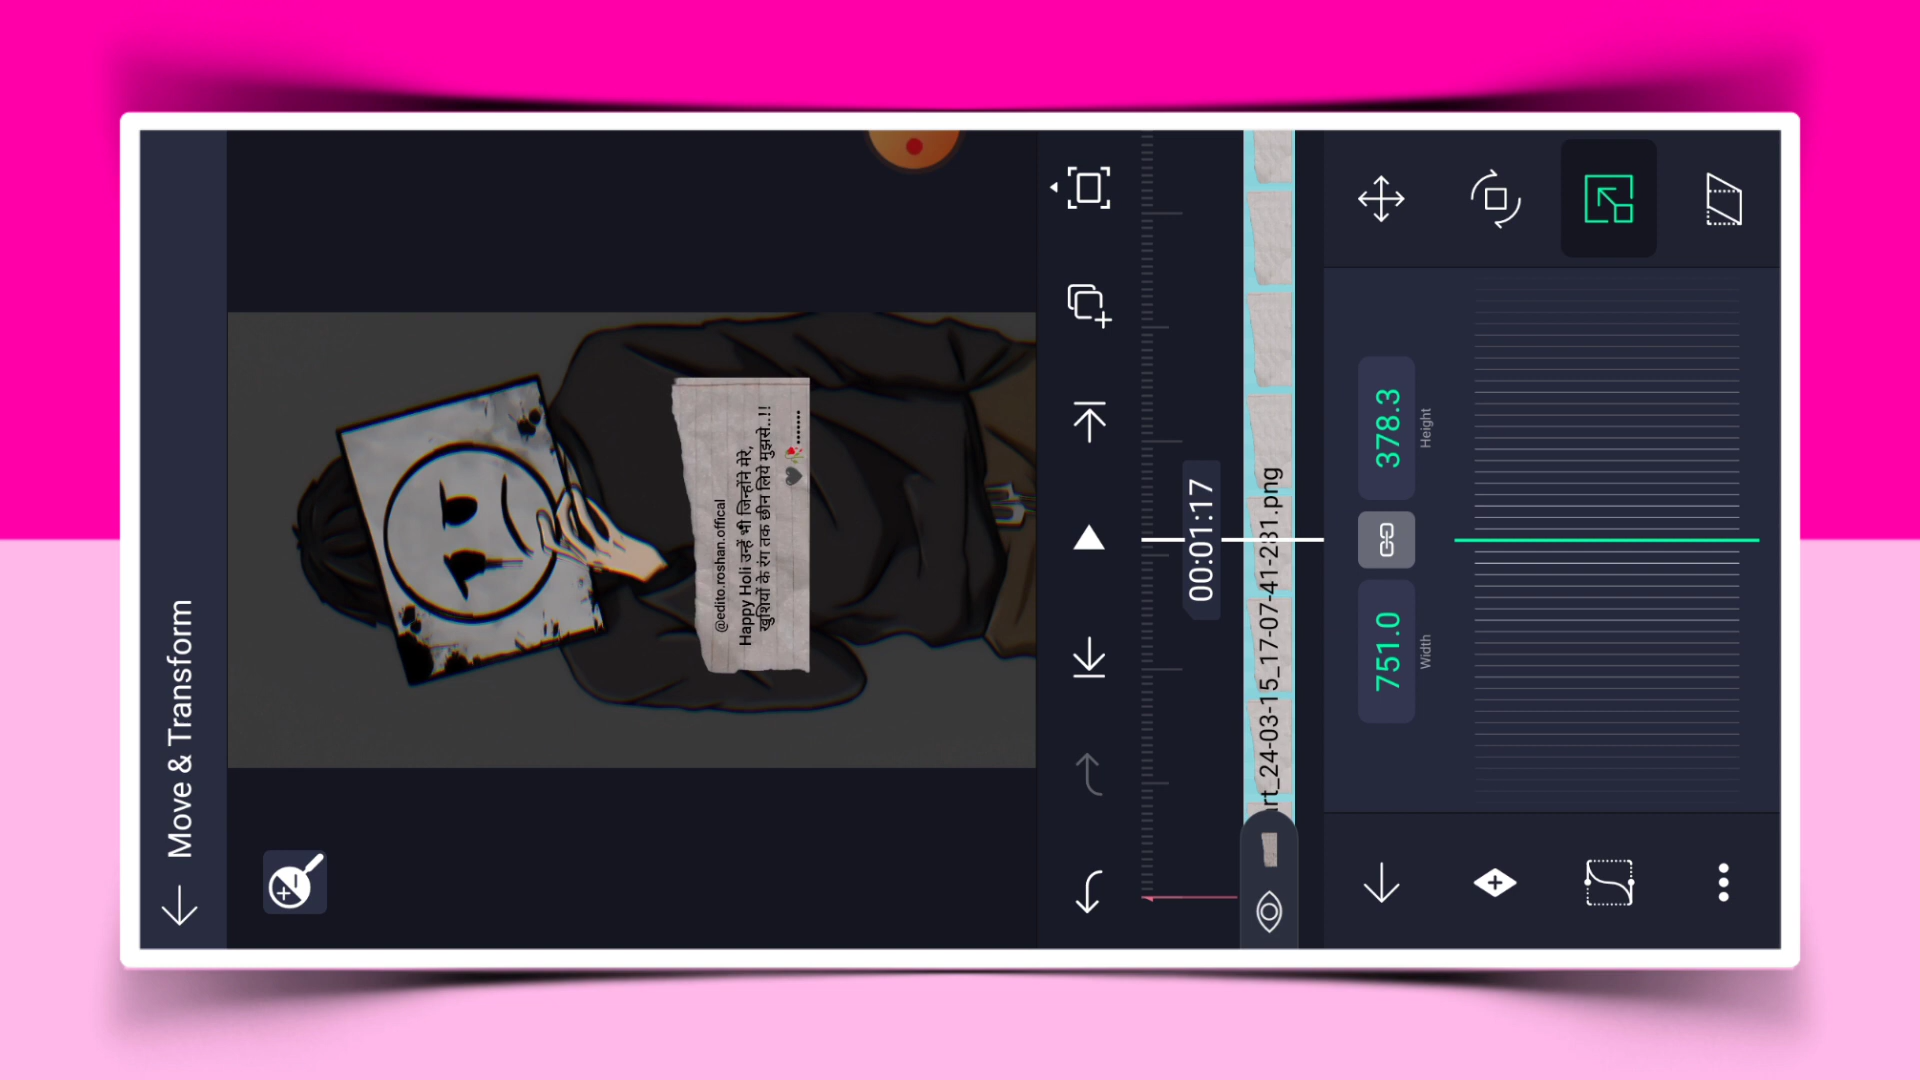 Move & Transform
@edito.roshan.offical
Happy Holi उन्हें भी जिन्होंने मेरे,
खुशियों के रंग तक छीन लिये मुझसे..!!
🖤🥀.......
00:01:17
rt_24-03-15_17-07-41-281.png
751.0
Width
378.3
Height